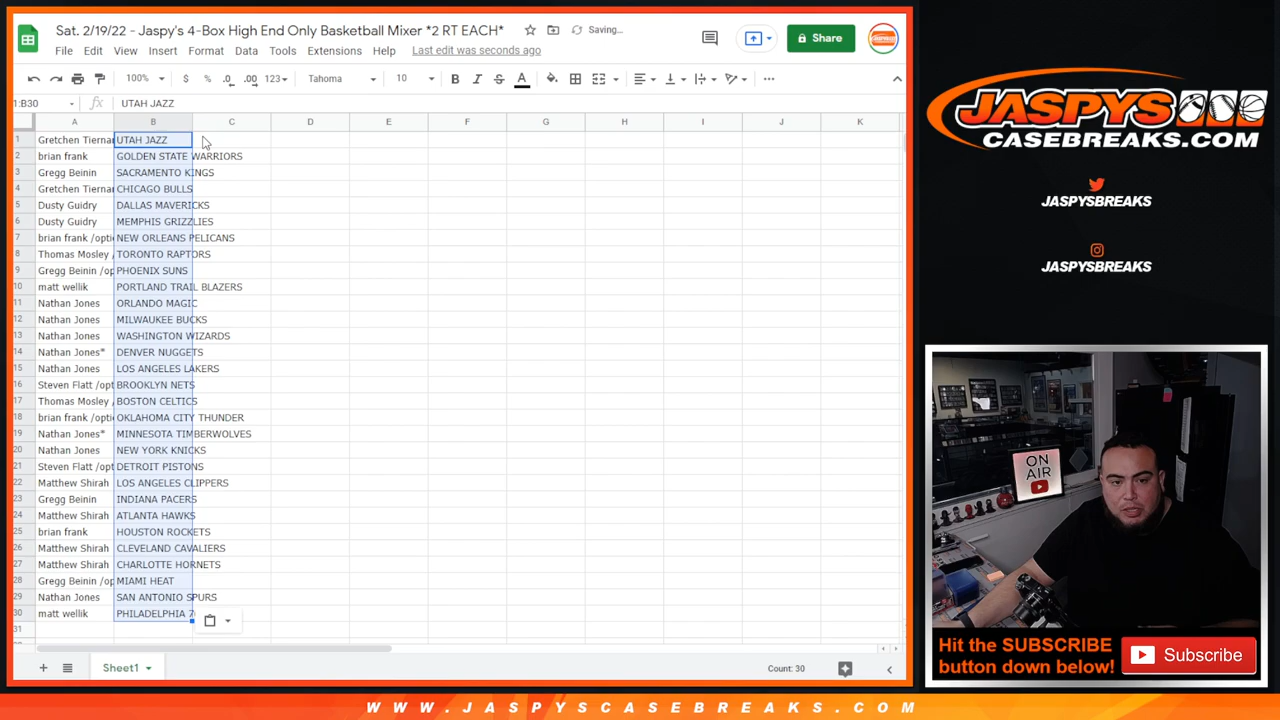 Sat. 2/19/22 - Jaspy's 4-Box High End Only Basketball Mixer *2 RT EACH*
Saving...
File Edit View Insert Format Data Tools Extensions Help Last edit was seconds ago
Share
100% $ % .0 .00 123 Tahoma 10 B I S A
1:B30 fx UTAH JAZZ
A B C D E F G H I J K
1 Gretchen Tiernan UTAH JAZZ
2 brian frank GOLDEN STATE WARRIORS
3 Gregg Beinin SACRAMENTO KINGS
4 Gretchen Tiernan CHICAGO BULLS
5 Dusty Guidry DALLAS MAVERICKS
6 Dusty Guidry MEMPHIS GRIZZLIES
7 brian frank /opti NEW ORLEANS PELICANS
8 Thomas Mosley / TORONTO RAPTORS
9 Gregg Beinin /op PHOENIX SUNS
10 matt wellik PORTLAND TRAIL BLAZERS
11 Nathan Jones ORLANDO MAGIC
12 Nathan Jones MILWAUKEE BUCKS
13 Nathan Jones WASHINGTON WIZARDS
14 Nathan Jones* DENVER NUGGETS
15 Nathan Jones LOS ANGELES LAKERS
16 Steven Flatt /opt BROOKLYN NETS
17 Thomas Mosley / BOSTON CELTICS
18 brian frank /opti OKLAHOMA CITY THUNDER
19 Nathan Jones* MINNESOTA TIMBERWOLVES
20 Nathan Jones NEW YORK KNICKS
21 Steven Flatt /opt DETROIT PISTONS
22 Matthew Shirah LOS ANGELES CLIPPERS
23 Gregg Beinin INDIANA PACERS
24 Matthew Shirah ATLANTA HAWKS
25 brian frank HOUSTON ROCKETS
26 Matthew Shirah CLEVELAND CAVALIERS
27 Matthew Shirah CHARLOTTE HORNETS
28 Gregg Beinin /op MIAMI HEAT
29 Nathan Jones SAN ANTONIO SPURS
30 matt wellik PHILADELPHIA 7
31
Sheet1
Count: 30
JASPYS
CASEBREAKS.COM
JASPYSBREAKS
JASPYSBREAKS
ON
AIR
Hit the SUBSCRIBE
button down below!
Subscribe
WWW.JASPYSCASEBREAKS.COM